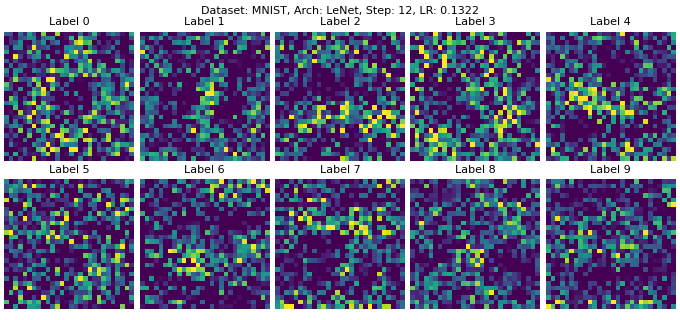 Dataset: MNIST, Arch: LeNet, Step: 12, LR: 0.1322
Label 0 Label 1 Label 2 Label 3 Label 4
Label 5 Label 6 Label 7 Label 8 Label 9